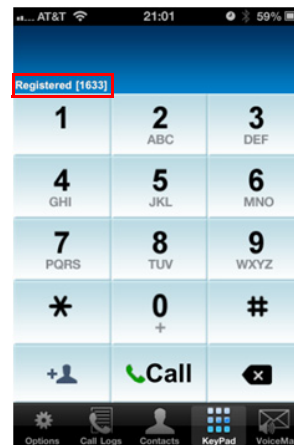 AT&T 21:01 59%
Registered [1633]
1 2 3
ABC DEF
4 5 6
GHI JKL MNO
7 8 9
PQRS TUV WXYZ
* 0 #
+
+ Call
Options Call Logs Contacts KeyPad VoiceMa